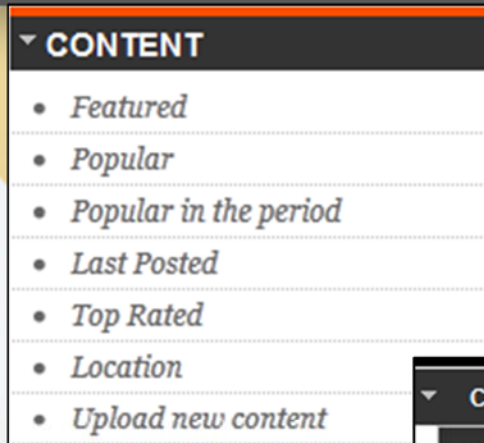 CONTENT
Featured
Popular
Popular in the period
Last Posted
Top Rated
Location
Upload new content